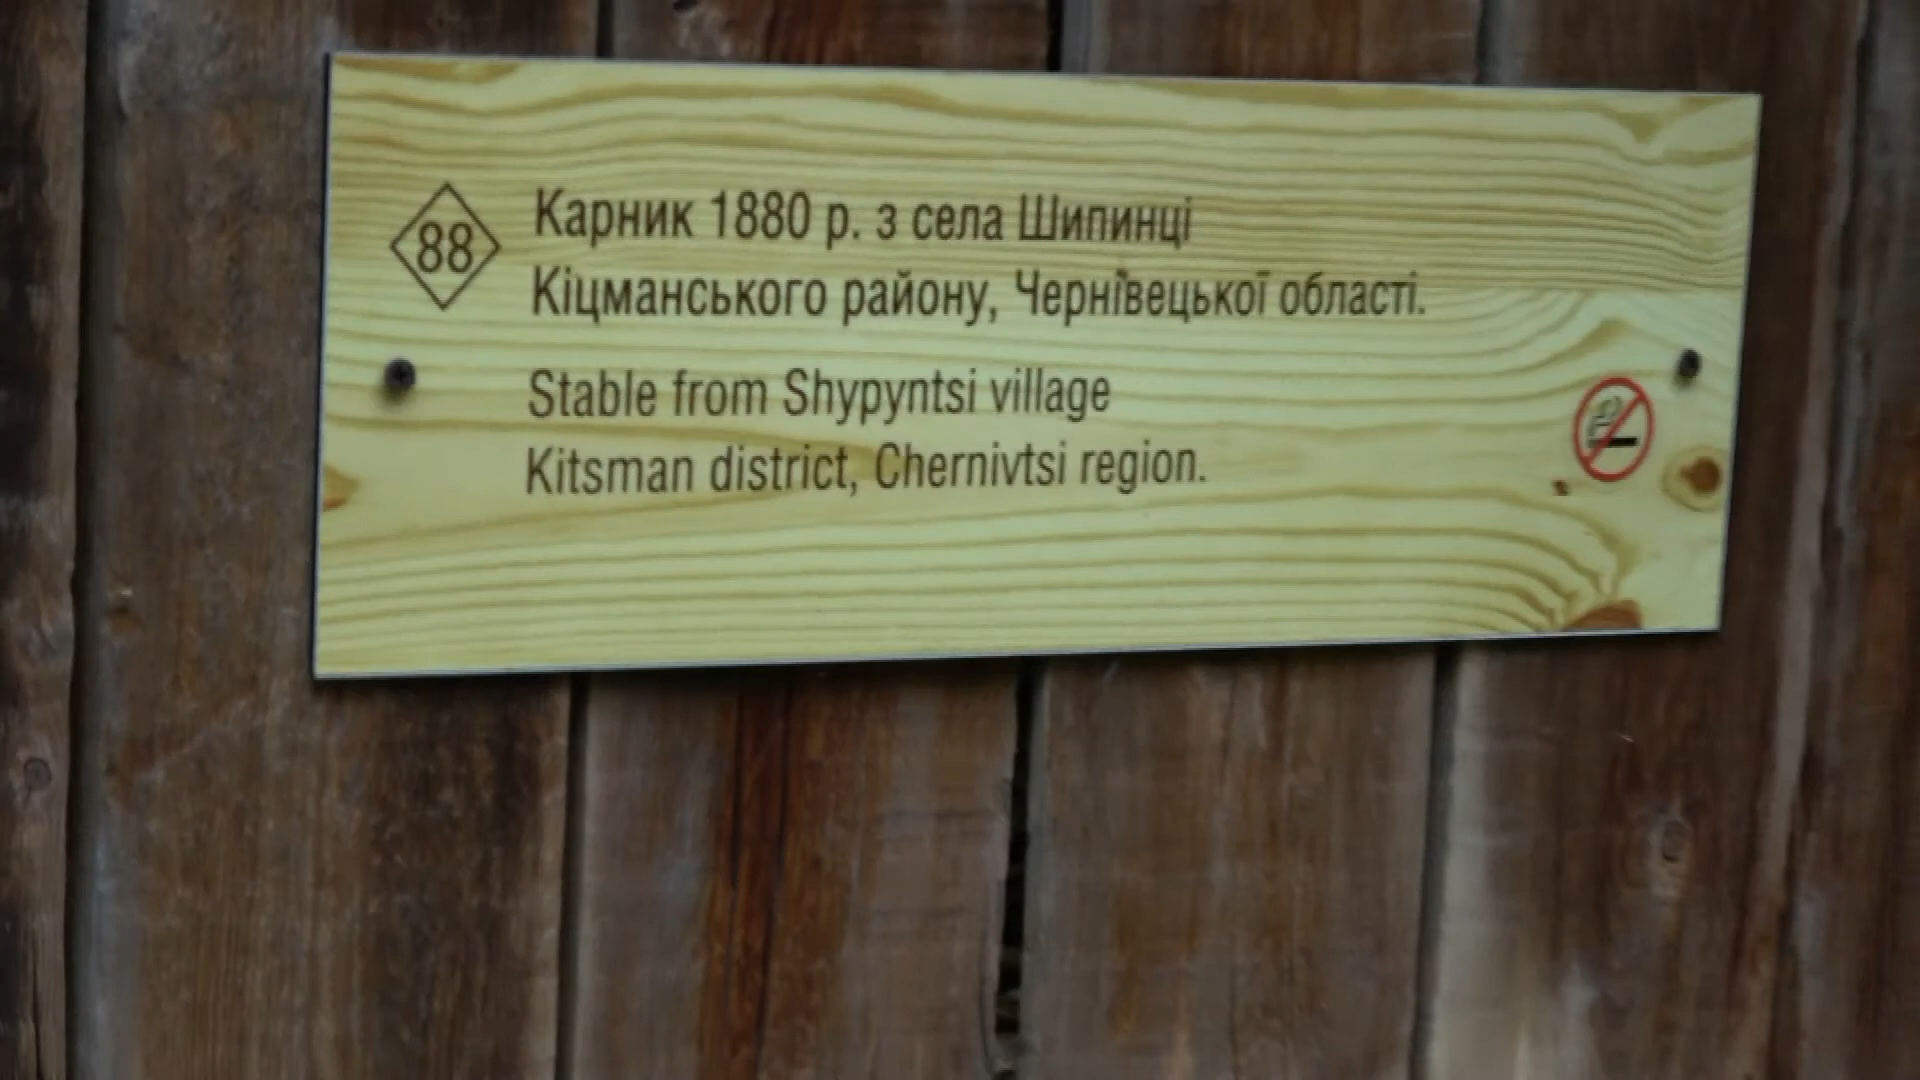 88
Карник 1880 р. з села Шипинці
Кіцманського району, Чернівецької області.
Stable from Shypyntsi village
Kitsman district, Chernivtsi region.